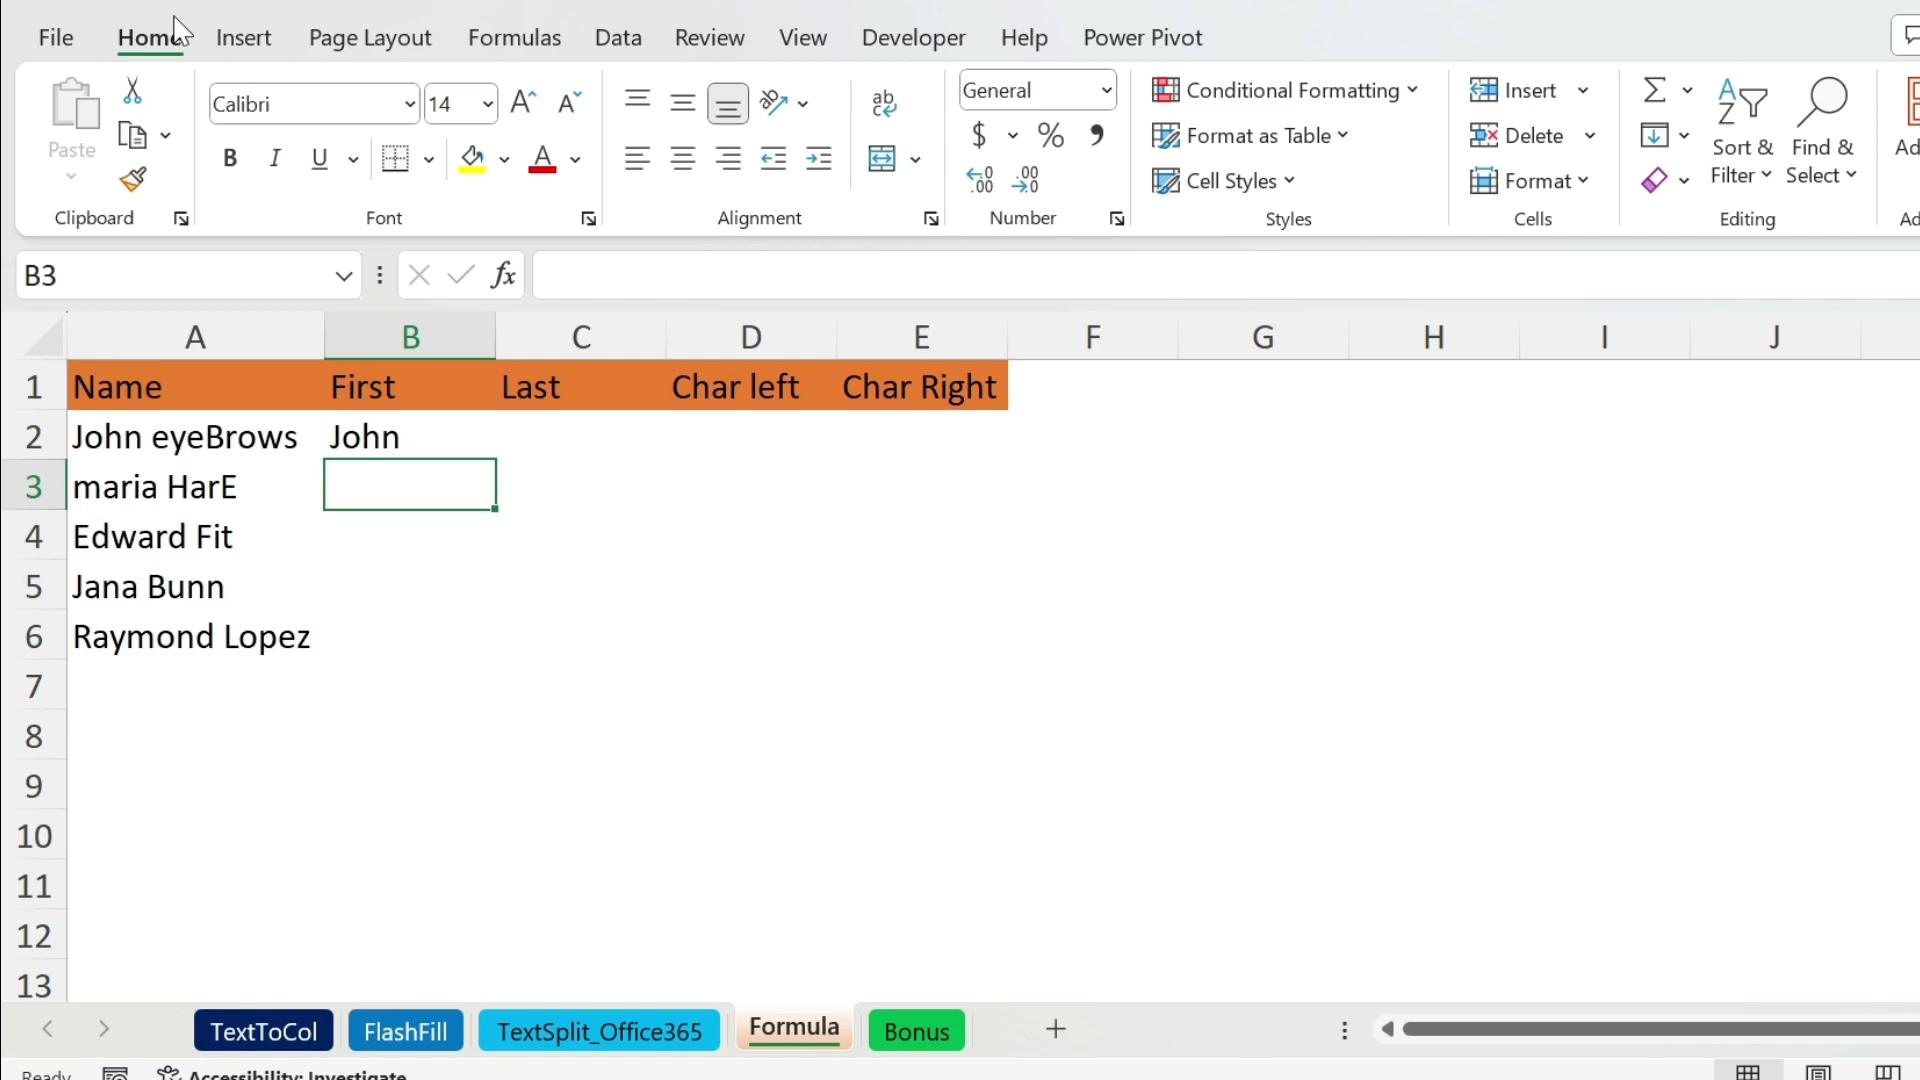 File Home Insert Page Layout Formulas Data Review View Developer Help Power Pivot
Paste
Clipboard
Calibri 14
B I U A
Font
ab
Alignment
General
$ % ,
Number
Conditional Formatting
Format as Table
Cell Styles
Styles
Insert
Delete
Format
Cells
Sort & Filter
Find & Select
Editing
B3
fx
A B C D E F G H I J
1 Name First Last Char left Char Right
2 John eyeBrows John
3 maria HarE
4 Edward Fit
5 Jana Bunn
6 Raymond Lopez
7
8
9
10
11
12
13
TextToCol FlashFill TextSplit_Office365 Formula Bonus +
Ready Accessibility: Investigate